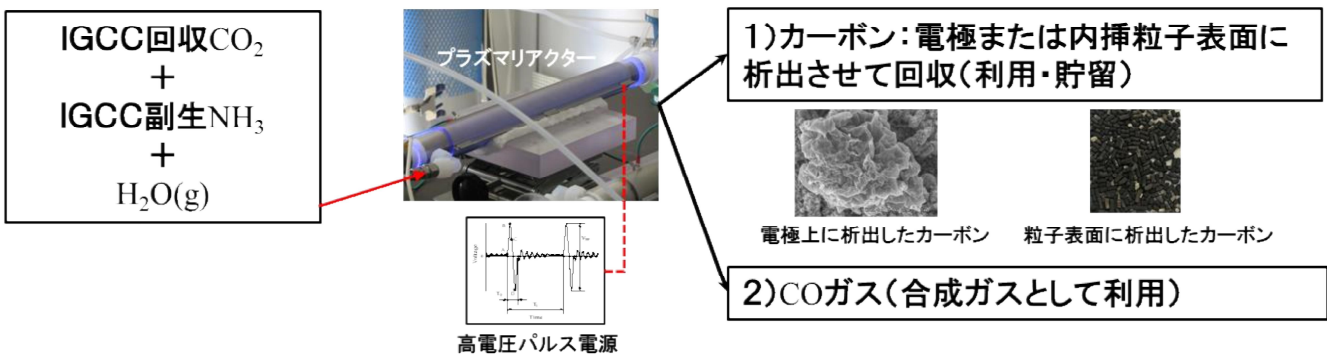 IGCC回収CO₂
＋
IGCC副生NH₃
＋
H₂O(g)
プラズマリアクター
Voltage
Time
高電圧パルス電源
1)カーボン：電極または内挿粒子表面に
析出させて回収（利用・貯留）
電極上に析出したカーボン
粒子表面に析出したカーボン
2)COガス（合成ガスとして利用）